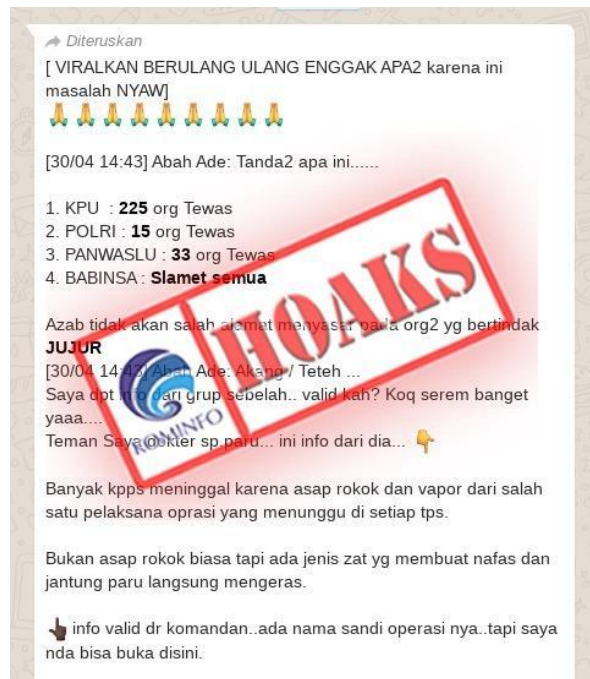 Diteruskan
[ VIRALKAN BERULANG ULANG ENGGAK APA2 karena ini
masalah NYAW]
🙏🙏🙏🙏🙏🙏🙏🙏🙏
[30/04 14:43] Abah Ade: Tanda2 apa ini......
1. KPU : 225 org Tewas
2. POLRI : 15 org Tewas
3. PANWASLU : 33 org Tewas
4. BABINSA : Slamet semua
Azab tidak akan salah alamat menyasar pada org2 yg bertindak
JUJUR
[30/04 14:43] Abah Ade: Akang / Teteh ...
Saya dpt info dari grup sebelah.. valid kah? Koq serem banget
yaaa....
Teman Saya dokter sp.paru... ini info dari dia... 👇
Banyak kpps meninggal karena asap rokok dan vapor dari salah
satu pelaksana oprasi yang menunggu di setiap tps.
Bukan asap rokok biasa tapi ada jenis zat yg membuat nafas dan
jantung paru langsung mengeras.
👆🏿 info valid dr komandan..ada nama sandi operasi nya..tapi saya
nda bisa buka disini.
KOMINFO
HOAKS